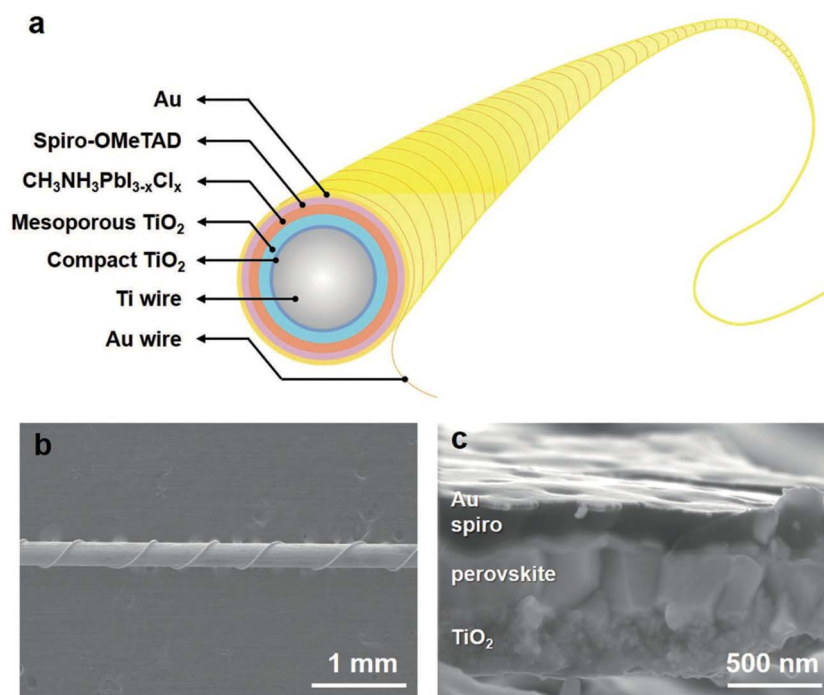 a
Au
Spiro-OMeTAD
CH₃NH₃PbI₃₋ₓClₓ
Mesoporous TiO₂
Compact TiO₂
Ti wire
Au wire
b
1 mm
c
Au
spiro
perovskite
TiO₂
500 nm